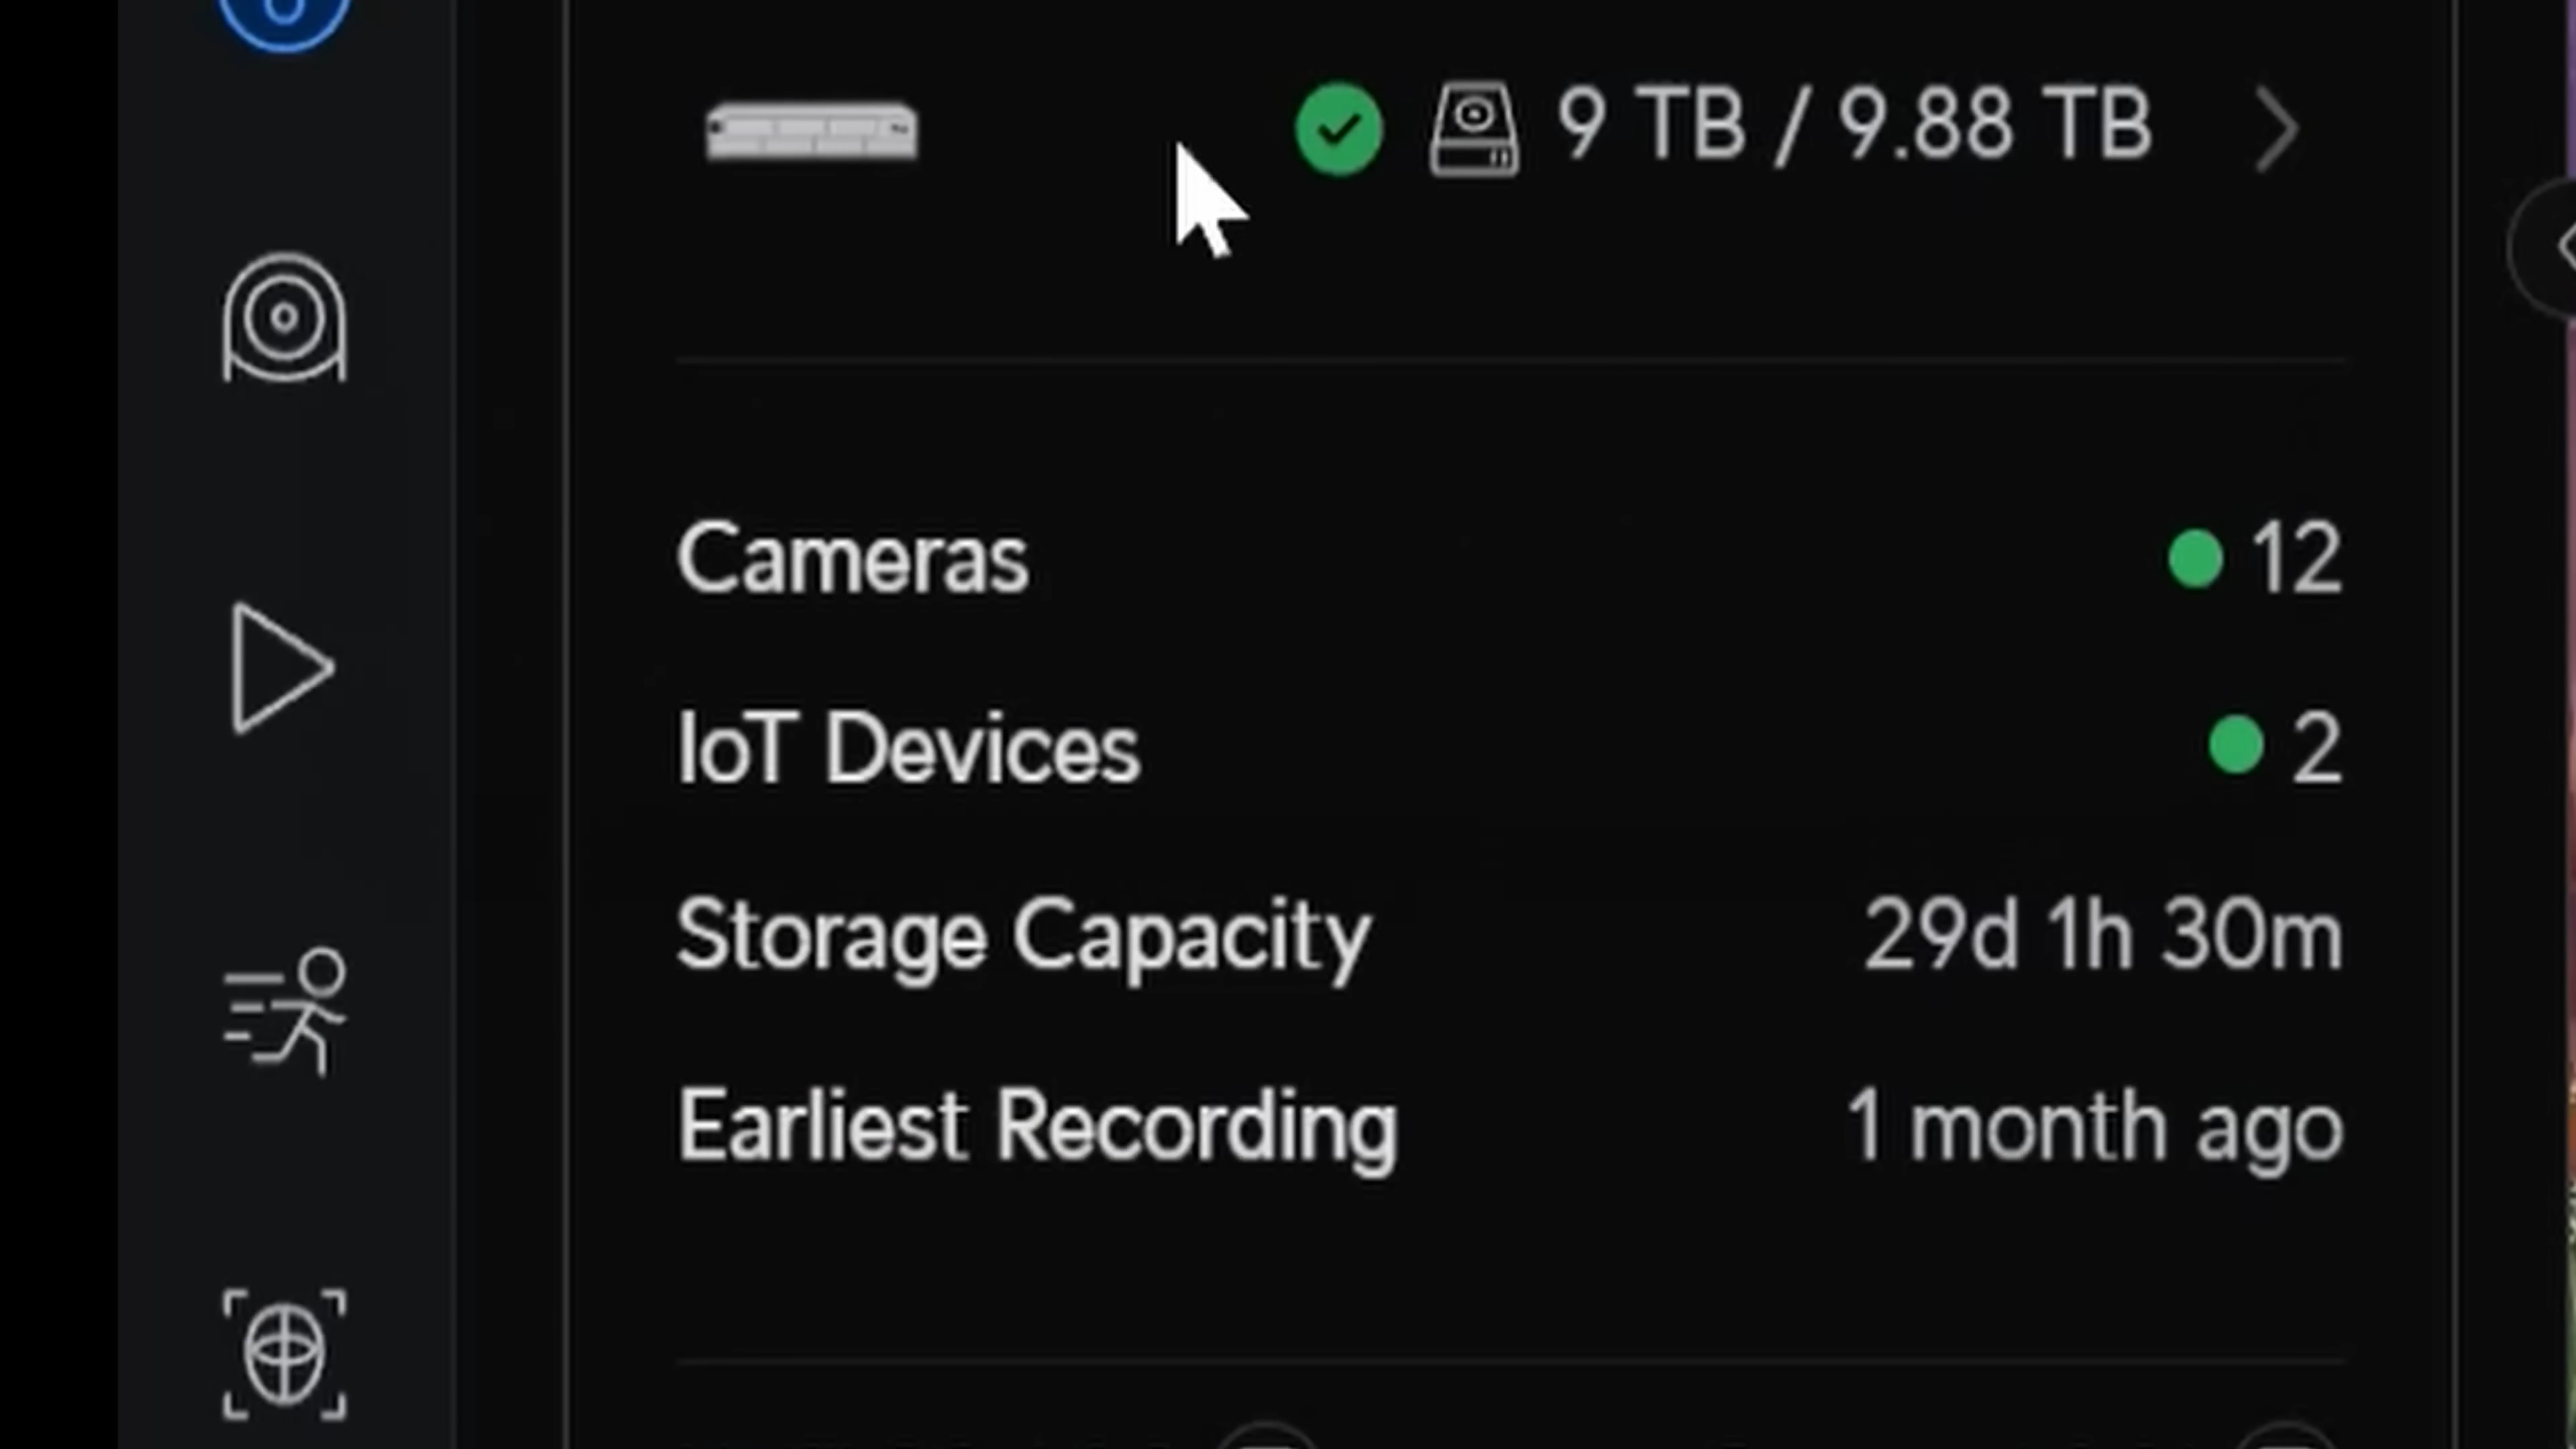 9 TB / 9.88 TB
Cameras 12
IoT Devices 2
Storage Capacity 29d 1h 30m
Earliest Recording 1 month ago